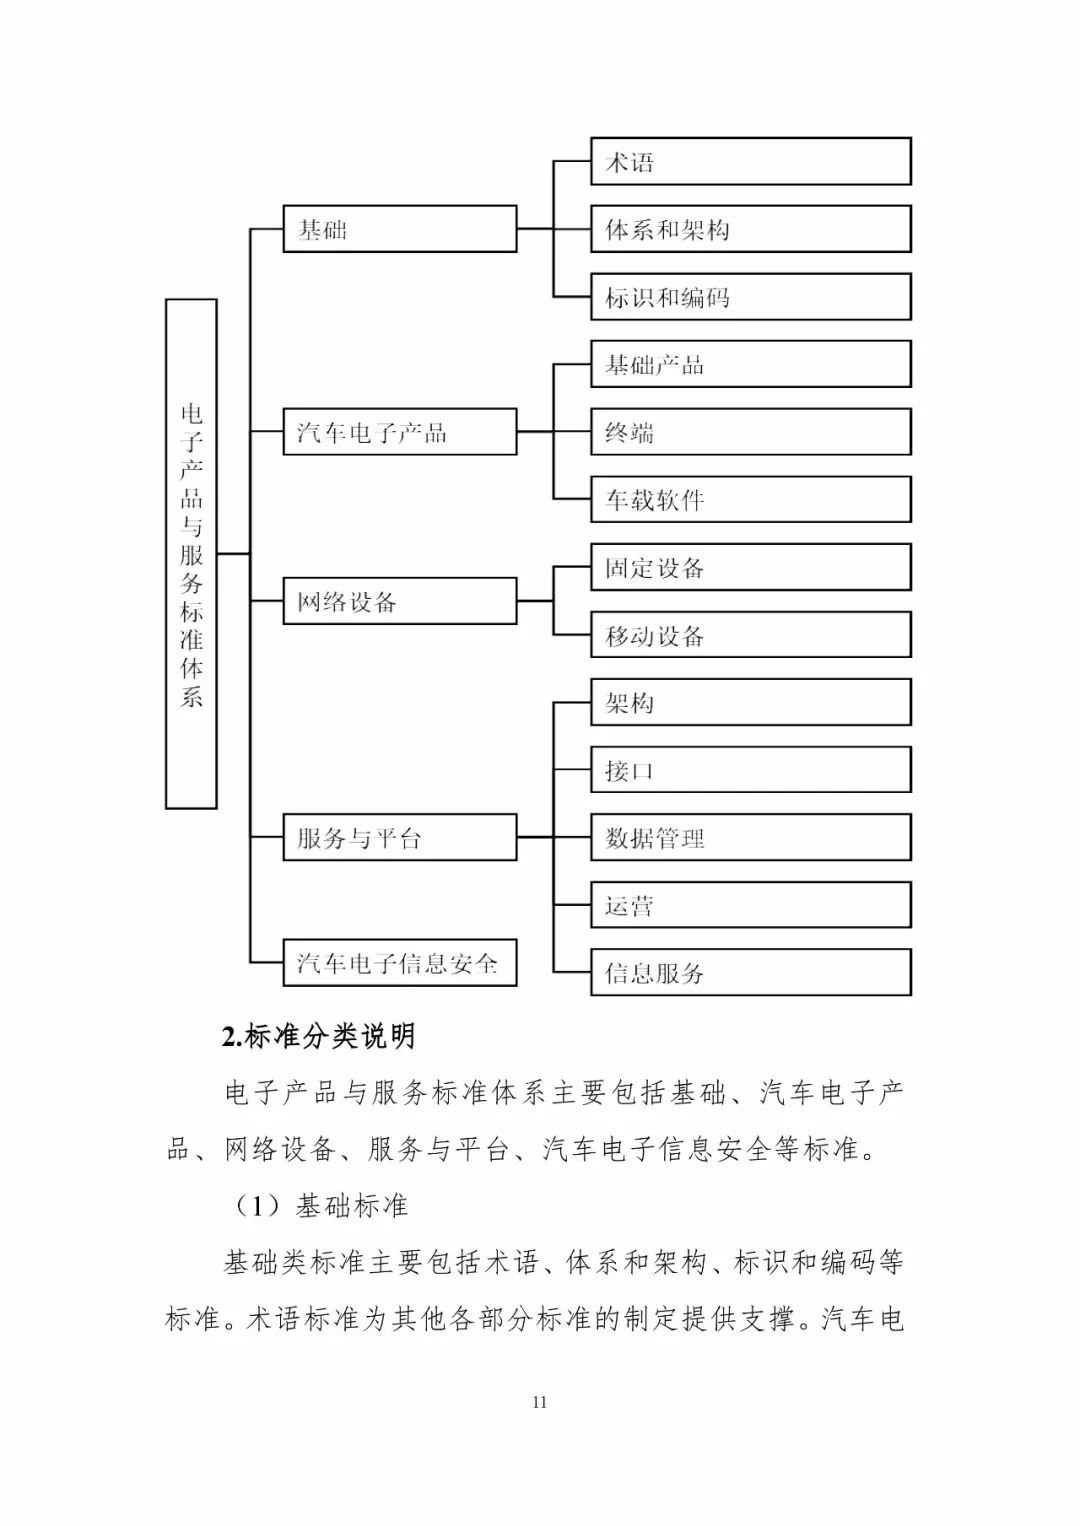 电子产品与服务标准体系
基础
术语
体系和架构
标识和编码
汽车电子产品
基础产品
终端
车载软件
网络设备
固定设备
移动设备
服务与平台
架构
接口
数据管理
运营
信息服务
汽车电子信息安全
2.标准分类说明
电子产品与服务标准体系主要包括基础、汽车电子产
品、网络设备、服务与平台、汽车电子信息安全等标准。
（1）基础标准
基础类标准主要包括术语、体系和架构、标识和编码等
标准。术语标准为其他各部分标准的制定提供支撑。汽车电
11